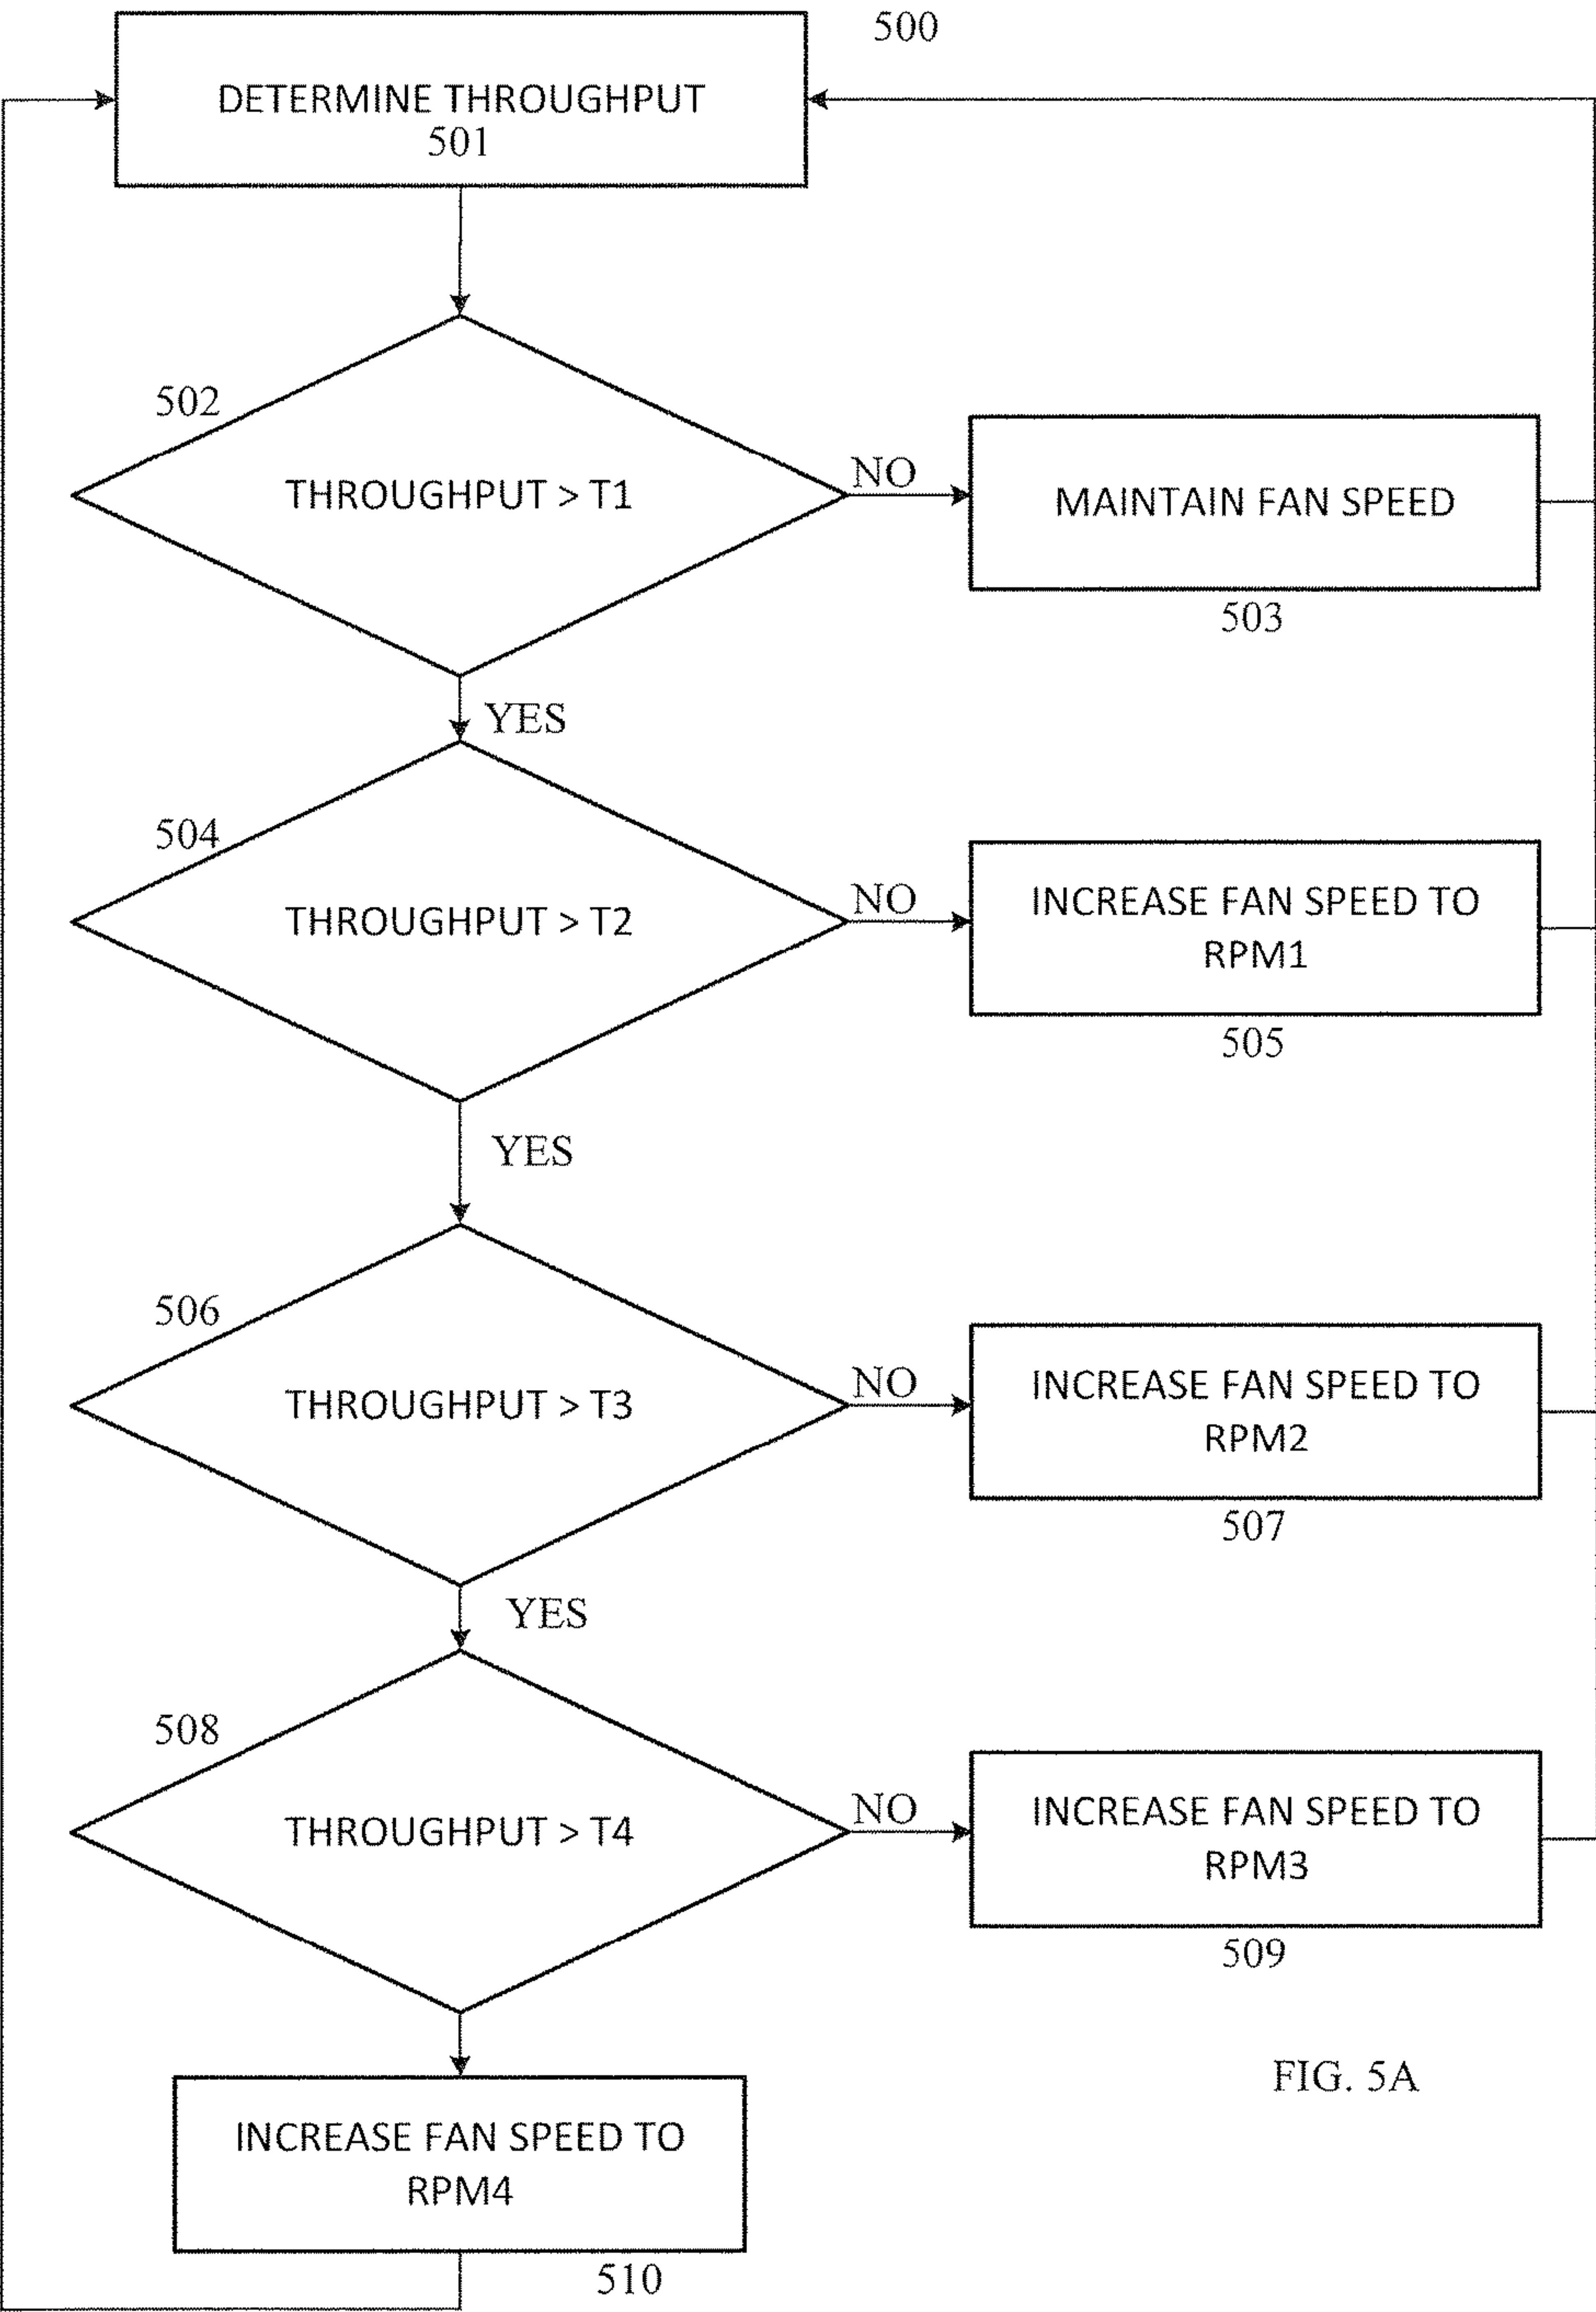 500
DETERMINE THROUGHPUT
501
502
THROUGHPUT > T1
NO
MAINTAIN FAN SPEED
503
YES
504
THROUGHPUT > T2
NO
INCREASE FAN SPEED TO
RPM1
505
YES
506
THROUGHPUT > T3
NO
INCREASE FAN SPEED TO
RPM2
507
YES
508
THROUGHPUT > T4
NO
INCREASE FAN SPEED TO
RPM3
509
INCREASE FAN SPEED TO
RPM4
510
FIG. 5A